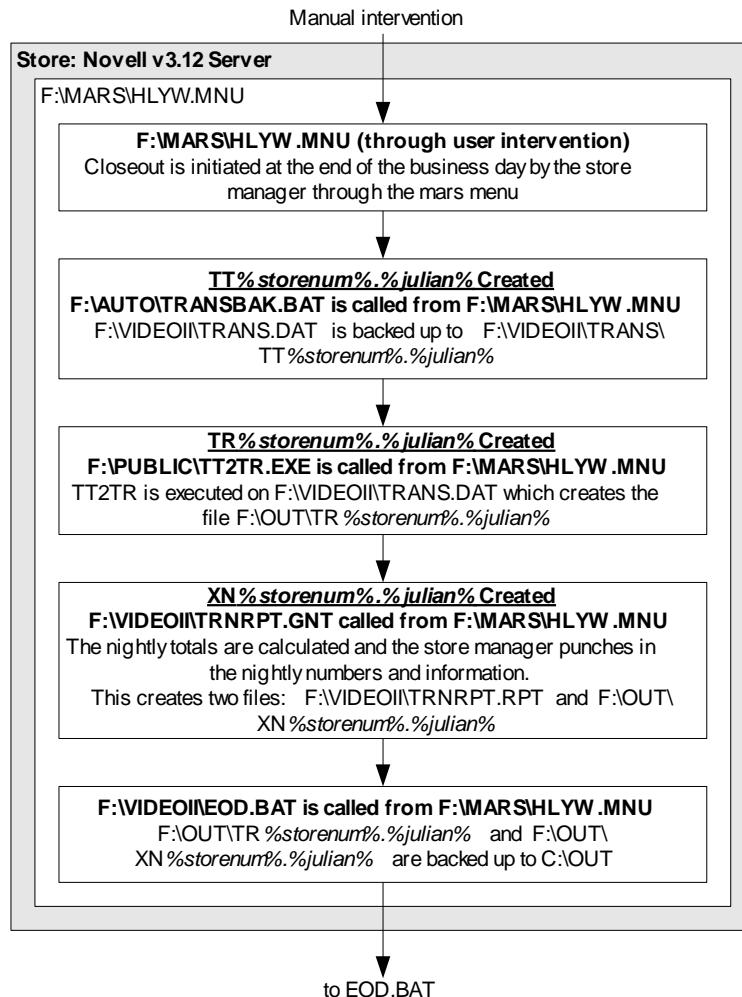 Manual intervention
Store: Novell v3.12 Server
F:\MARS\HLYW.MNU
F:\MARS\HLYW.MNU (through user intervention)
Closeout is initiated at the end of the business day by the store
manager through the mars menu
TT%storenum%.%julian% Created
F:\AUTO\TRANSBAK.BAT is called from F:\MARS\HLYW.MNU
F:\VIDEOII\TRANS.DAT is backed up to F:\VIDEOII\TRANS\
TT%storenum%.%julian%
TR%storenum%.%julian% Created
F:\PUBLIC\TT2TR.EXE is called from F:\MARS\HLYW.MNU
TT2TR is executed on F:\VIDEOII\TRANS.DAT which creates the
file F:\OUT\TR%storenum%.%julian%
XN%storenum%.%julian% Created
F:\VIDEOII\TRNRPT.GNT called from F:\MARS\HLYW.MNU
The nightly totals are calculated and the store manager punches in
the nightly numbers and information.
This creates two files: F:\VIDEOII\TRNRPT.RPT and F:\OUT\
XN%storenum%.%julian%
F:\VIDEOII\EOD.BAT is called from F:\MARS\HLYW.MNU
F:\OUT\TR%storenum%.%julian% and F:\OUT\
XN%storenum%.%julian% are backed up to C:\OUT
to EOD.BAT